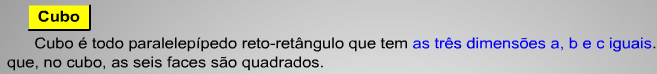 Cubo
Cubo é todo paralelepípedo reto-retângulo que tem as três dimensões a, b e c iguais.
que, no cubo, as seis faces são quadrados.